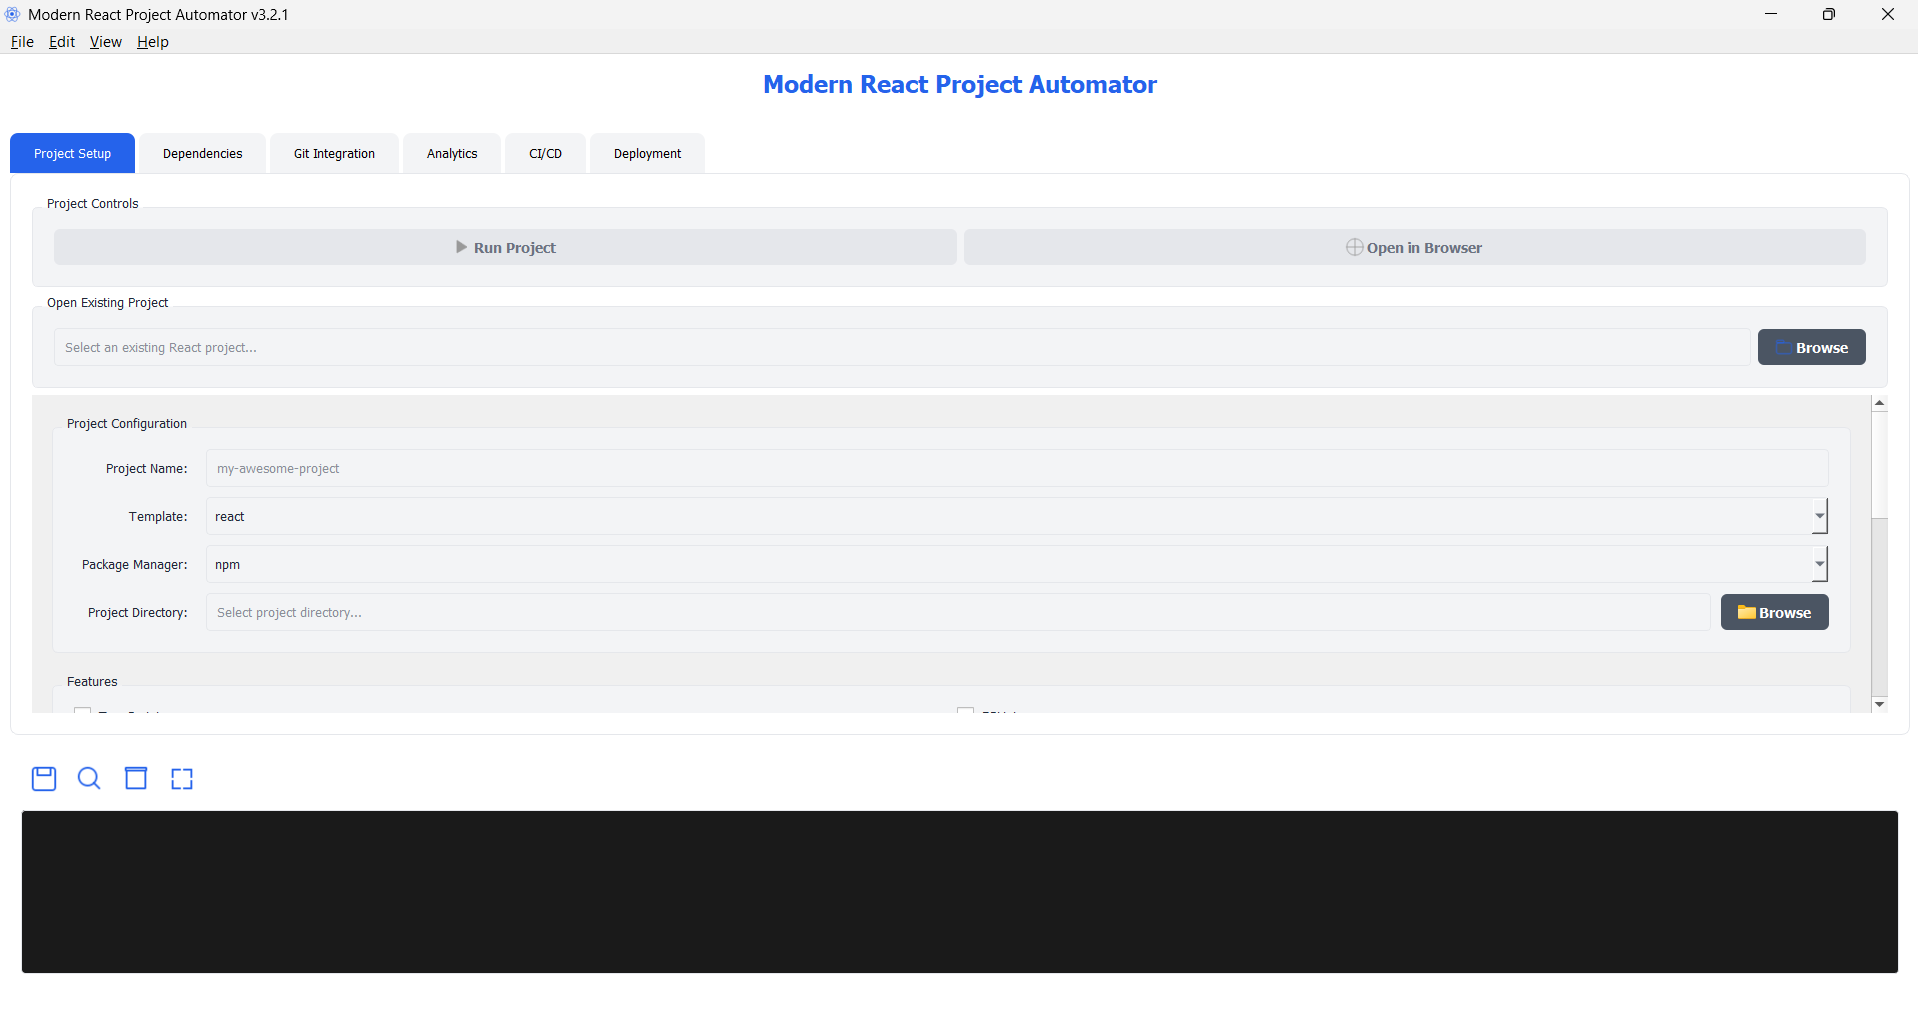 Modern React Project Automator v3.2.1
File Edit View Help
Modern React Project Automator
Project Setup Dependencies Git Integration Analytics CI/CD Deployment
Project Controls
Run Project Open in Browser
Open Existing Project
Select an existing React project... Browse
Project Configuration
Project Name: my-awesome-project
Template: react
Package Manager: npm
Project Directory: Select project directory... Browse
Features